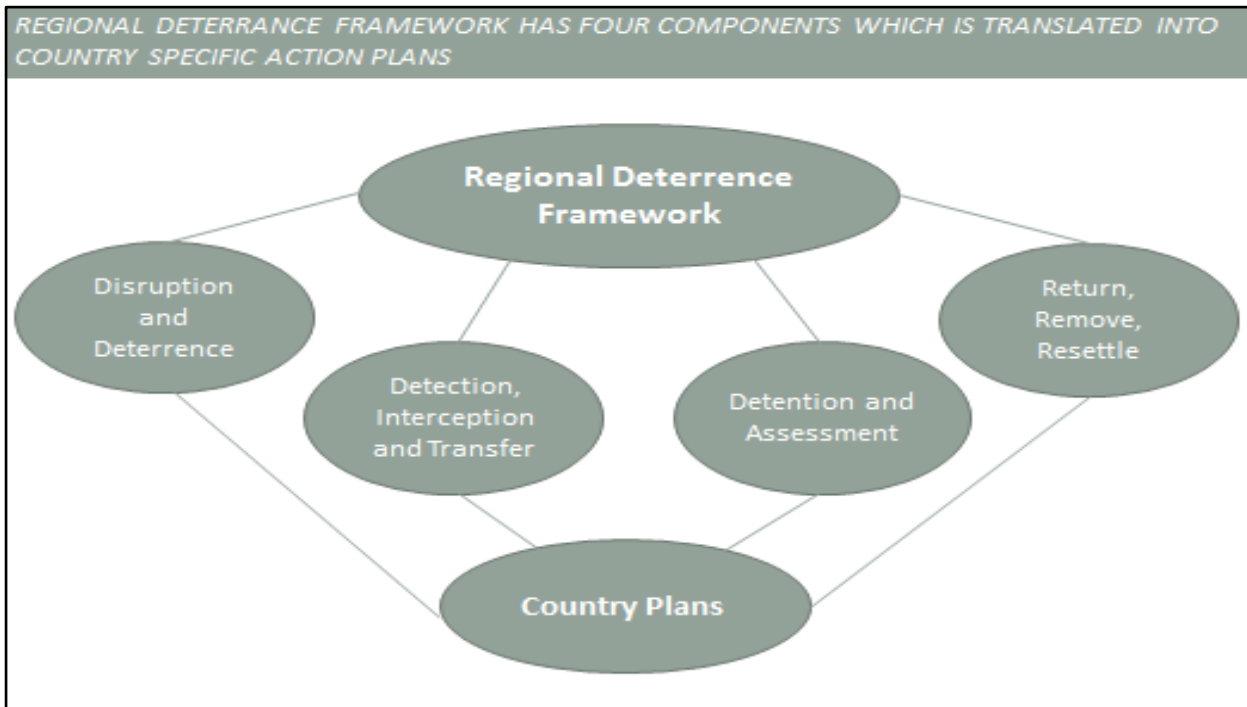 REGIONAL DETERRANCE FRAMEWORK HAS FOUR COMPONENTS WHICH IS TRANSLATED INTO
COUNTRY SPECIFIC ACTION PLANS
Regional Deterrence
Framework
Disruption
and
Deterrence
Detection,
Interception
and Transfer
Detention and
Assessment
Return,
Remove,
Resettle
Country Plans